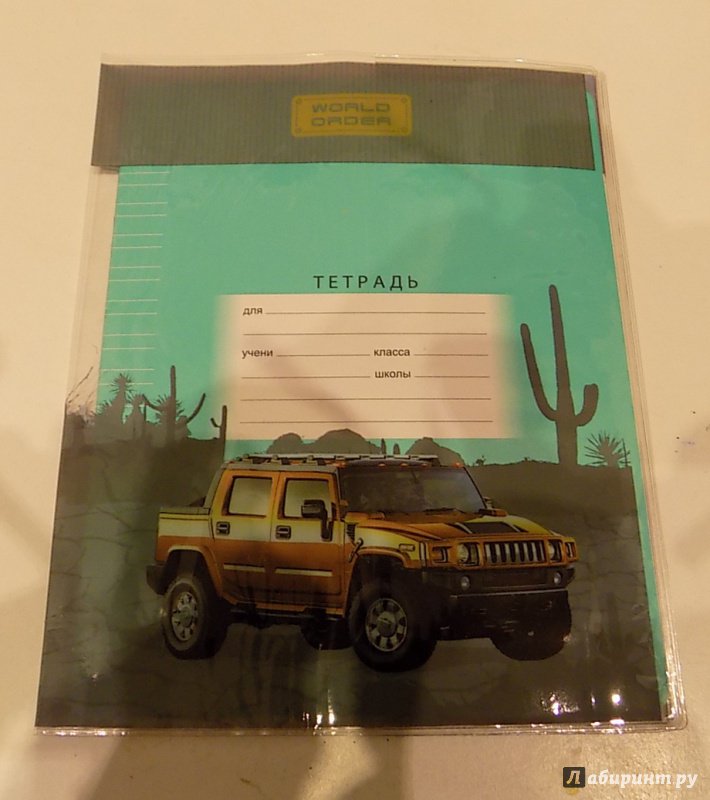 WORLD
ORDER
ТЕТРАДЬ
для
учени класса
школы
Лабиринт.ру